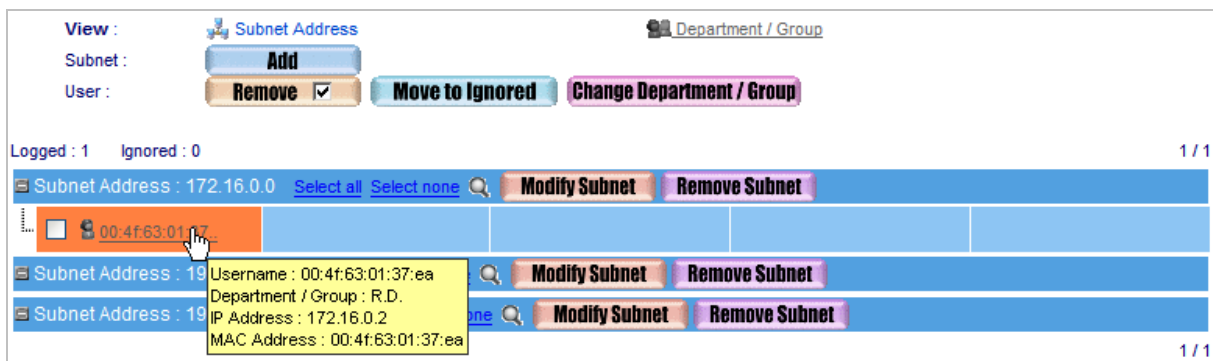 View : Subnet Address Department / Group
Subnet : Add
User : Remove Move to Ignored Change Department / Group
Logged : 1 Ignored : 0 1 / 1
Subnet Address : 172.16.0.0 Select all Select none Modify Subnet Remove Subnet
00:4f:63:01:37..
Subnet Address : 19 Modify Subnet Remove Subnet
Username : 00:4f:63:01:37:ea
Department / Group : R.D.
IP Address : 172.16.0.2
MAC Address : 00:4f:63:01:37:ea
Subnet Address : 19 one Modify Subnet Remove Subnet
1 / 1